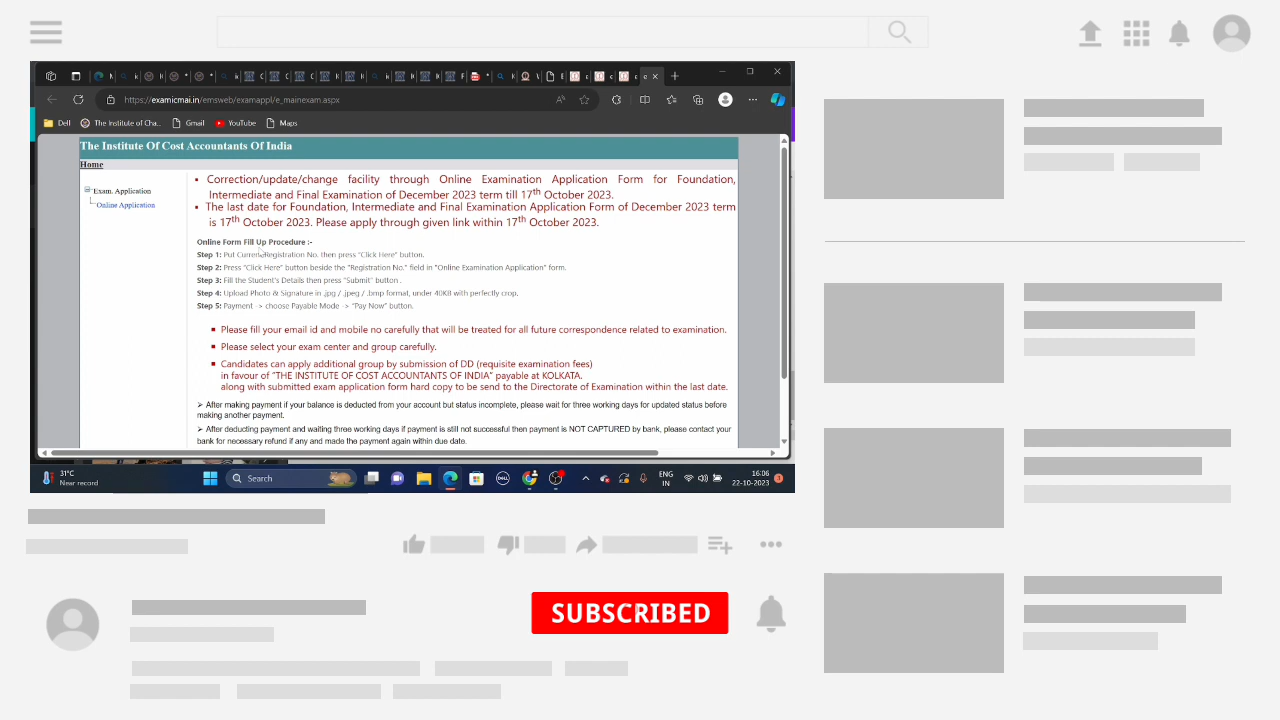 https://examicmai.in/emsweb/examappl/e_mainexam.aspx
Dell The Institute of Cha... Gmail YouTube Maps
The Institute Of Cost Accountants Of India
Home
Exam. Application
Online Application
• Correction/update/change facility through Online Examination Application Form for Foundation,
Intermediate and Final Examination of December 2023 term till 17th October 2023.
• The last date for Foundation, Intermediate and Final Examination Application Form of December 2023 term
is 17th October 2023. Please apply through given link within 17th October 2023.
Online Form Fill Up Procedure :-
Step 1: Put Current Registration No. then press "Click Here" button.
Step 2: Press "Click Here" button beside the "Registration No." field in "Online Examination Application" form.
Step 3: Fill the Student's Details then press "Submit" button .
Step 4: Upload Photo & Signature in .jpg / .jpeg / .bmp format, under 40KB with perfectly crop.
Step 5: Payment -> choose Payable Mode -> "Pay Now" button.
▪ Please fill your email id and mobile no carefully that will be treated for all future correspondence related to examination.
▪ Please select your exam center and group carefully.
▪ Candidates can apply additional group by submission of DD (requisite examination fees)
in favour of "THE INSTITUTE OF COST ACCOUNTANTS OF INDIA" payable at KOLKATA.
along with submitted exam application form hard copy to be send to the Directorate of Examination within the last date.
➢ After making payment if your balance is deducted from your account but status incomplete, please wait for three working days for updated status before
making another payment.
➢ After deducting payment and waiting three working days if payment is still not successful then payment is NOT CAPTURED by bank, please contact your
bank for necessary refund if any and made the payment again within due date.
31°C
Near record
Search
ENG
IN
16:06
22-10-2023
SUBSCRIBED